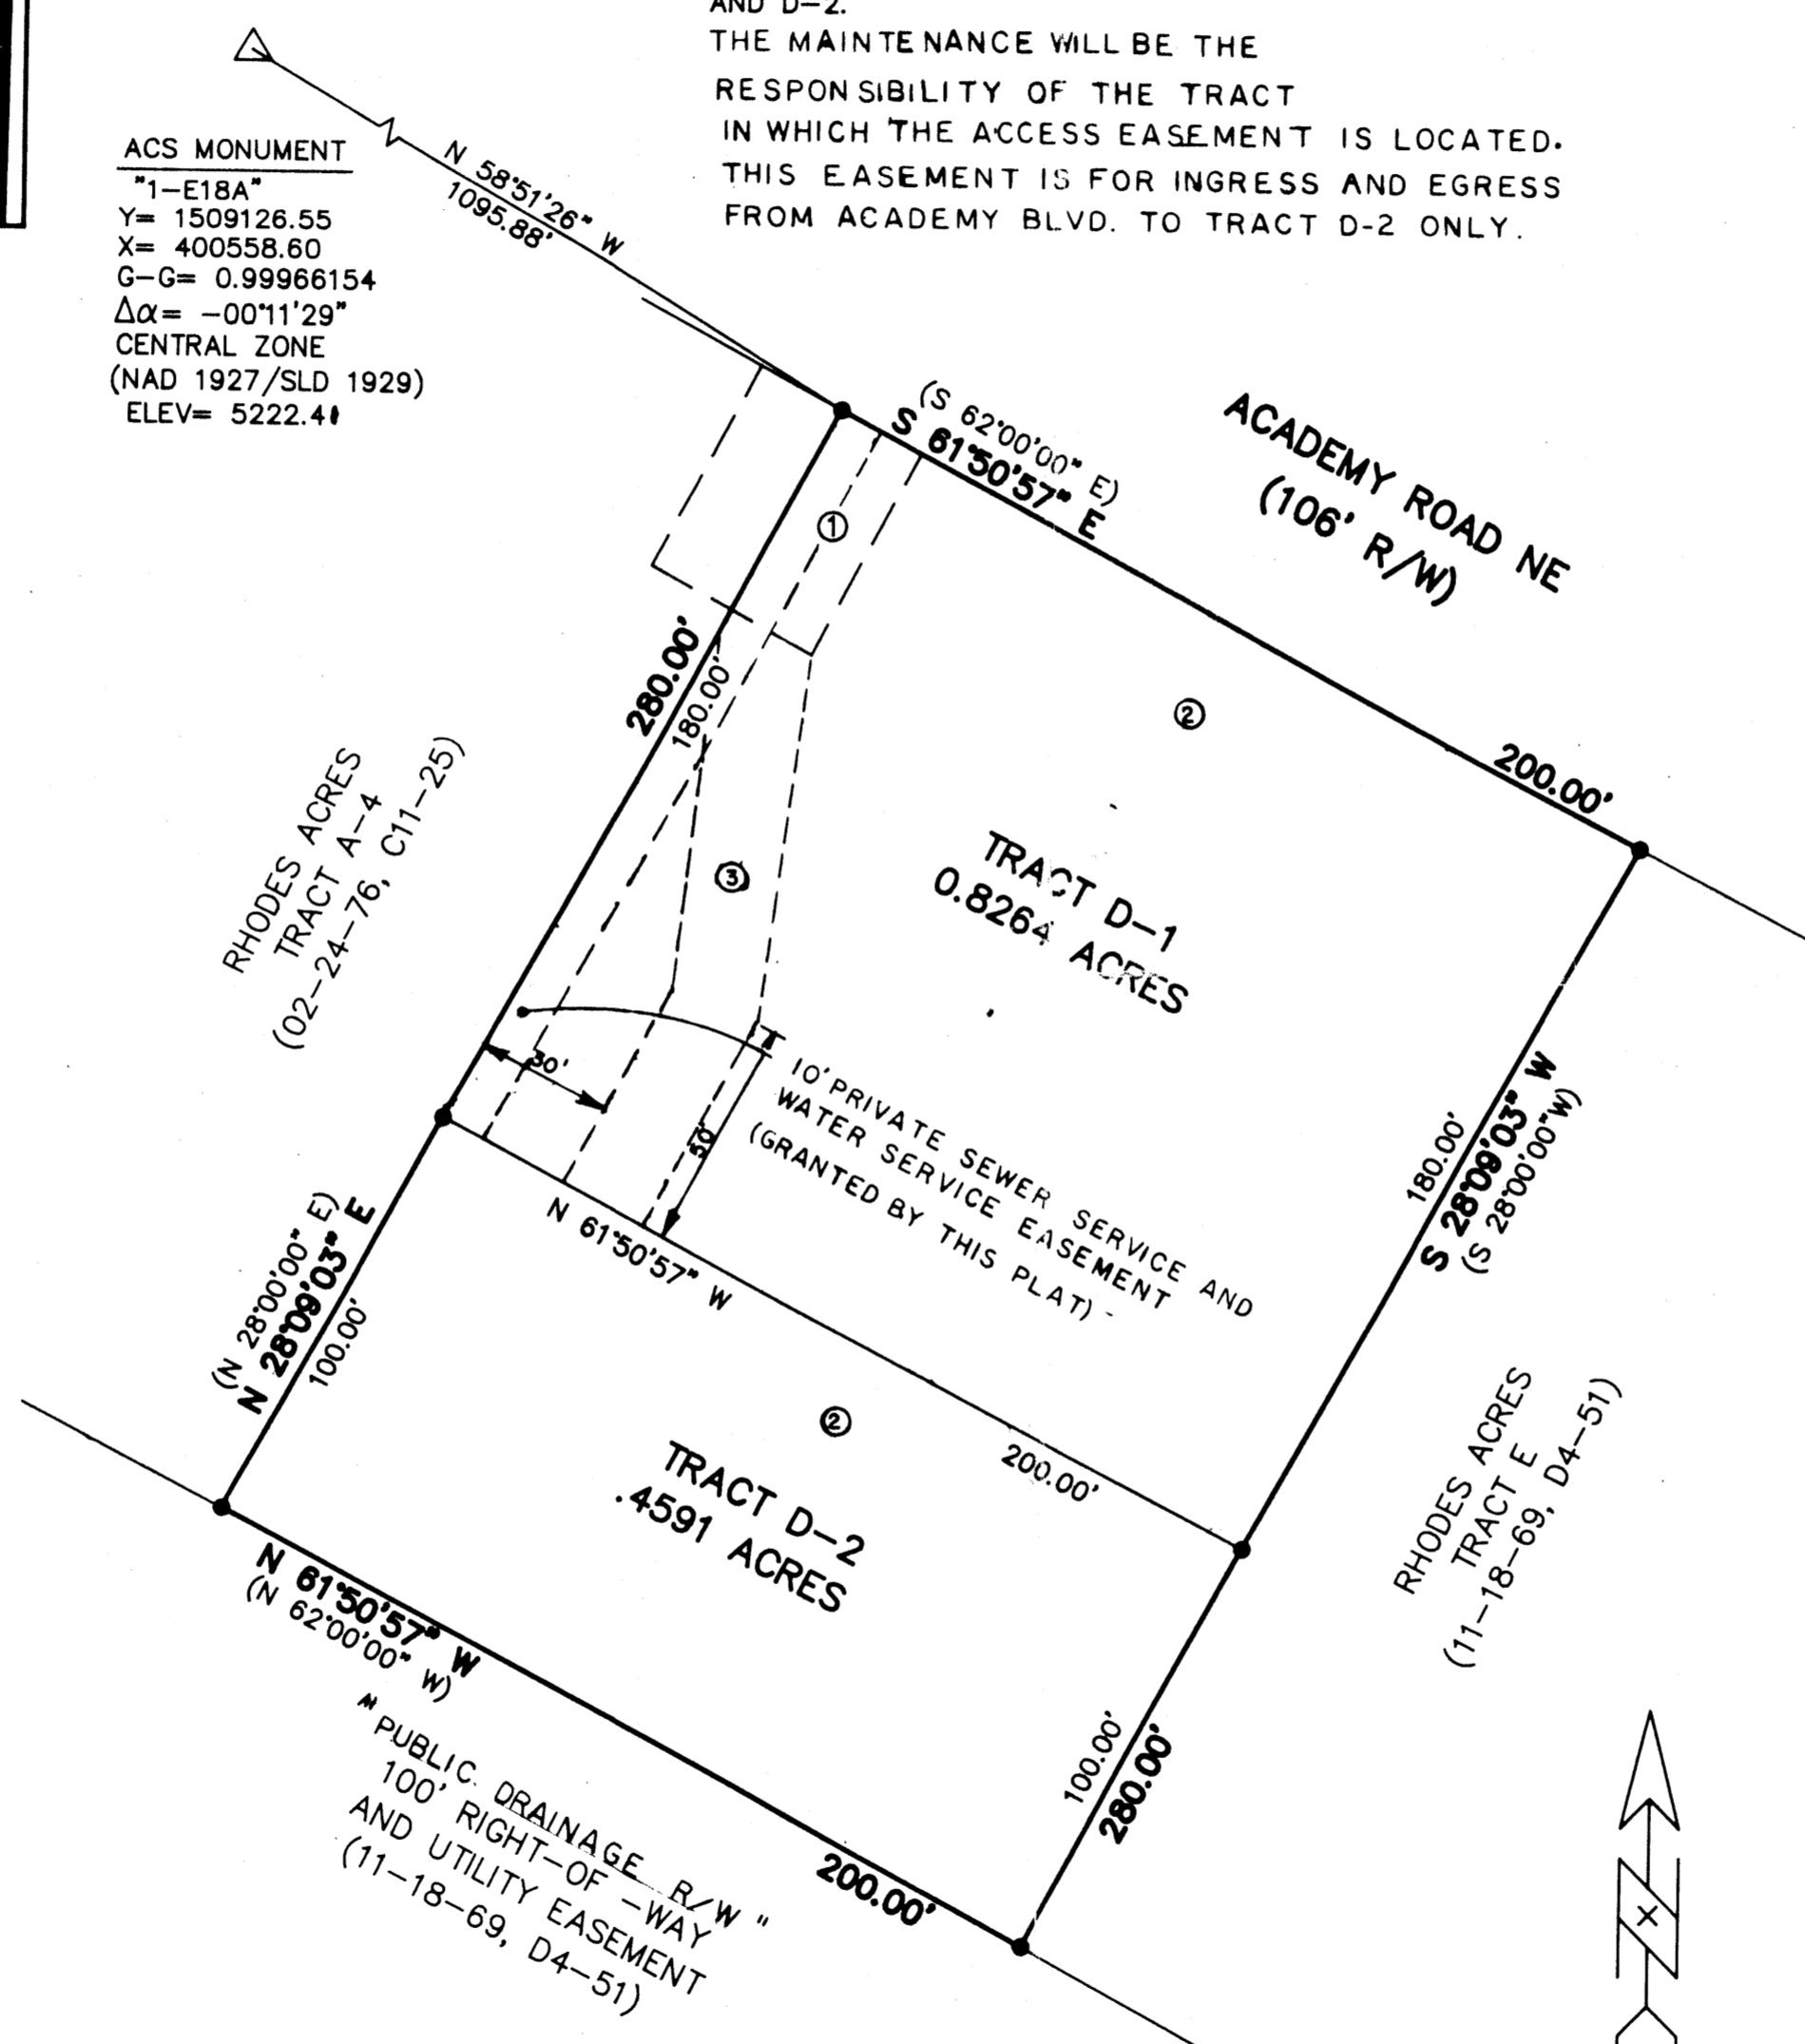 AND D-2.
THE MAINTENANCE WILL BE THE
RESPONSIBILITY OF THE TRACT
IN WHICH THE ACCESS EASEMENT IS LOCATED.
THIS EASEMENT IS FOR INGRESS AND EGRESS
FROM ACADEMY BLVD. TO TRACT D-2 ONLY.
ACS MONUMENT
"1-E18A"
Y= 1509126.55
X= 400558.60
G-G= 0.99966154
Δα= -00°11'29"
CENTRAL ZONE
(NAD 1927/SLD 1929)
ELEV= 5222.41
N 58°51'26" W
1095.88'
(S 62°00'00" E)
S 61°50'57" E
ACADEMY ROAD NE
(106' R/W)
200.00'
①
②
280.00'
180.00'
RHODES ACRES
TRACT A-4
(02-24-76, C11-25)
③
TRACT D-1
0.8264 ACRES
30'
10' PRIVATE SEWER SERVICE AND
WATER SERVICE EASEMENT
(GRANTED BY THIS PLAT)
N 61°50'57" W
200.00'
180.00'
S 28°09'03" W
(S 28°00'00" W)
(N 28°00'00" E)
N 28°09'03" E
100.00'
②
TRACT D-2
.4591 ACRES
RHODES ACRES
TRACT E
(11-18-69, D4-51)
N 61°50'57" W
(N 62°00'00" W)
200.00'
100.00'
280.00'
"PUBLIC DRAINAGE R/W"
100' RIGHT-OF-WAY
AND UTILITY EASEMENT
(11-18-69, D4-51)
N